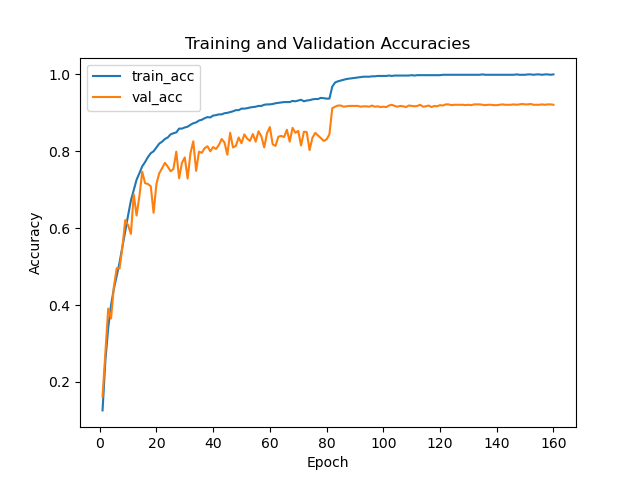 Training and Validation Accuracies
train_acc
val_acc
1.0
0.8
0.6
0.4
0.2
Accuracy
0 20 40 60 80 100 120 140 160
Epoch